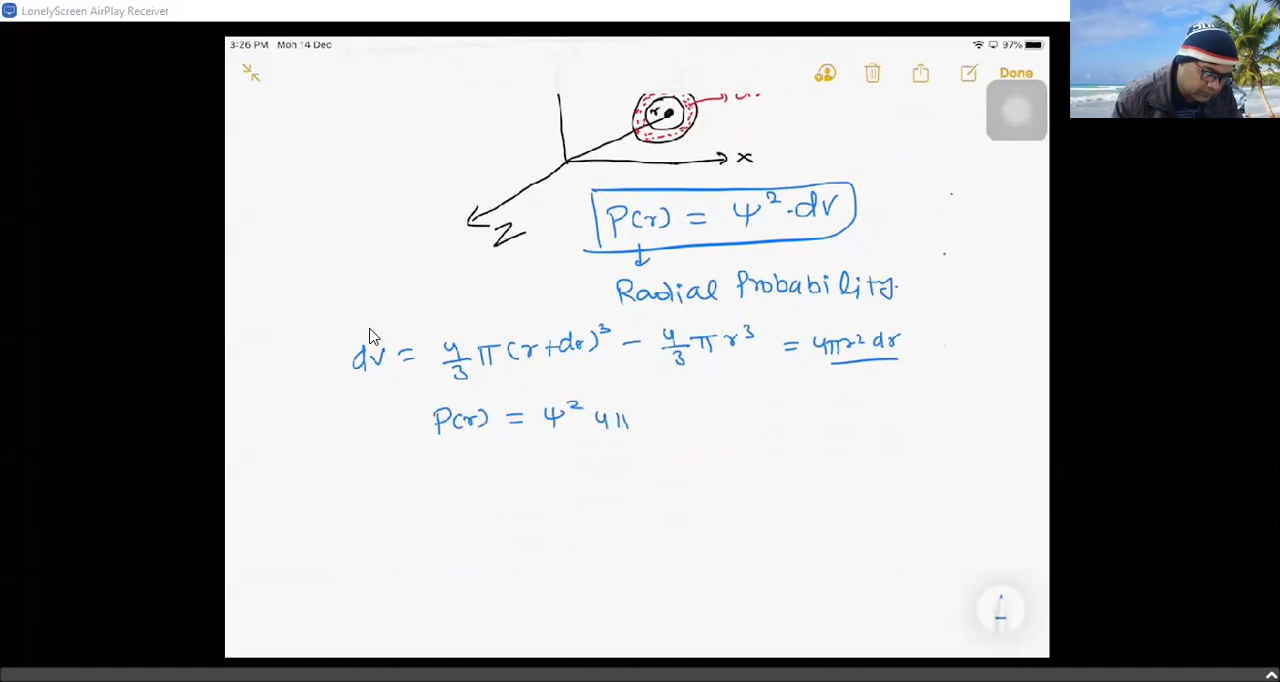 LonelyScreen AirPlay Receiver
3:26 PM Mon 14 Dec
97%
Done
r
x
Z
P(r) = ψ² · dV
Radial Probability.
dv = 4/3 π (r+dr)³ − 4/3 π r³ = 4πr² dr
P(r) = ψ² 4π